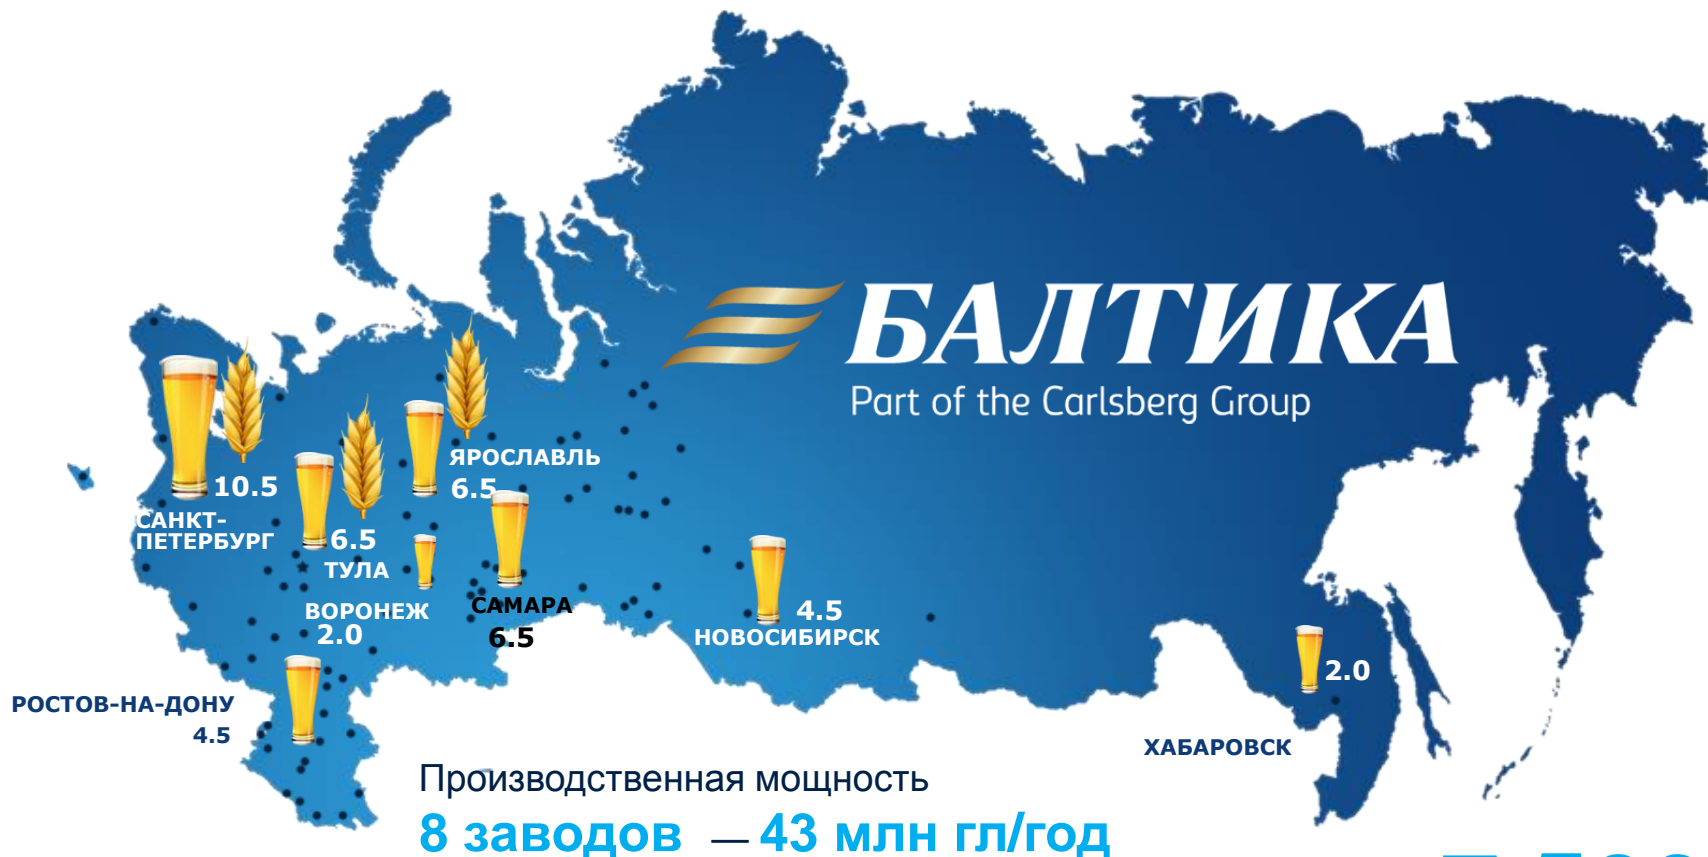 БАЛТИКА
Part of the Carlsberg Group
ЯРОСЛАВЛЬ
6.5
10.5
САНКТ-
ПЕТЕРБУРГ
6.5
ТУЛА
ВОРОНЕЖ
2.0
САМАРА
6.5
4.5
НОВОСИБИРСК
2.0
ХАБАРОВСК
РОСТОВ-НА-ДОНУ
4.5
Производственная мощность
8 заводов — 43 млн гл/год